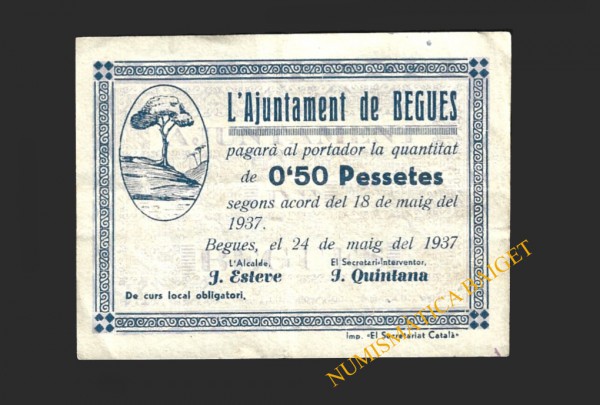 L'Ajuntament de BEGUES
pagarà al portador la quantitat
de 0'50 Pessetes
segons acord del 18 de maig del
1937.
Begues, el 24 de maig del 1937
L'Alcalde, El Secretari-Interventor,
J. Esteve J. Quintana
De curs local obligatori.
Imp. «El Secretariat Català»
NUMISMATICA RAIGET